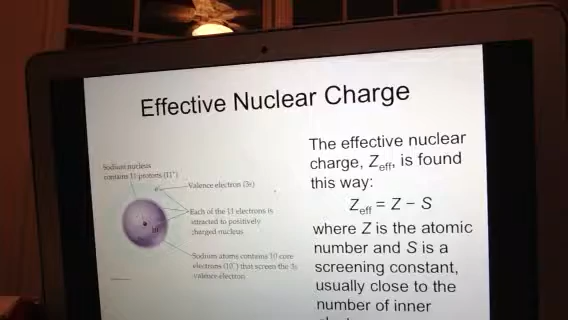 Effective Nuclear Charge
Sodium nucleus
contains 11 protons (11⁺)
e⁻
Valence electron (3s)
Each of the 11 electrons is
attracted to positively
charged nucleus
10⁻
Sodium atoms contains 10 core
electrons (10⁻) that screen the 3s
valence electron
The effective nuclear
charge, Zeff, is found
this way:
Zeff = Z − S
where Z is the atomic
number and S is a
screening constant,
usually close to the
number of inner